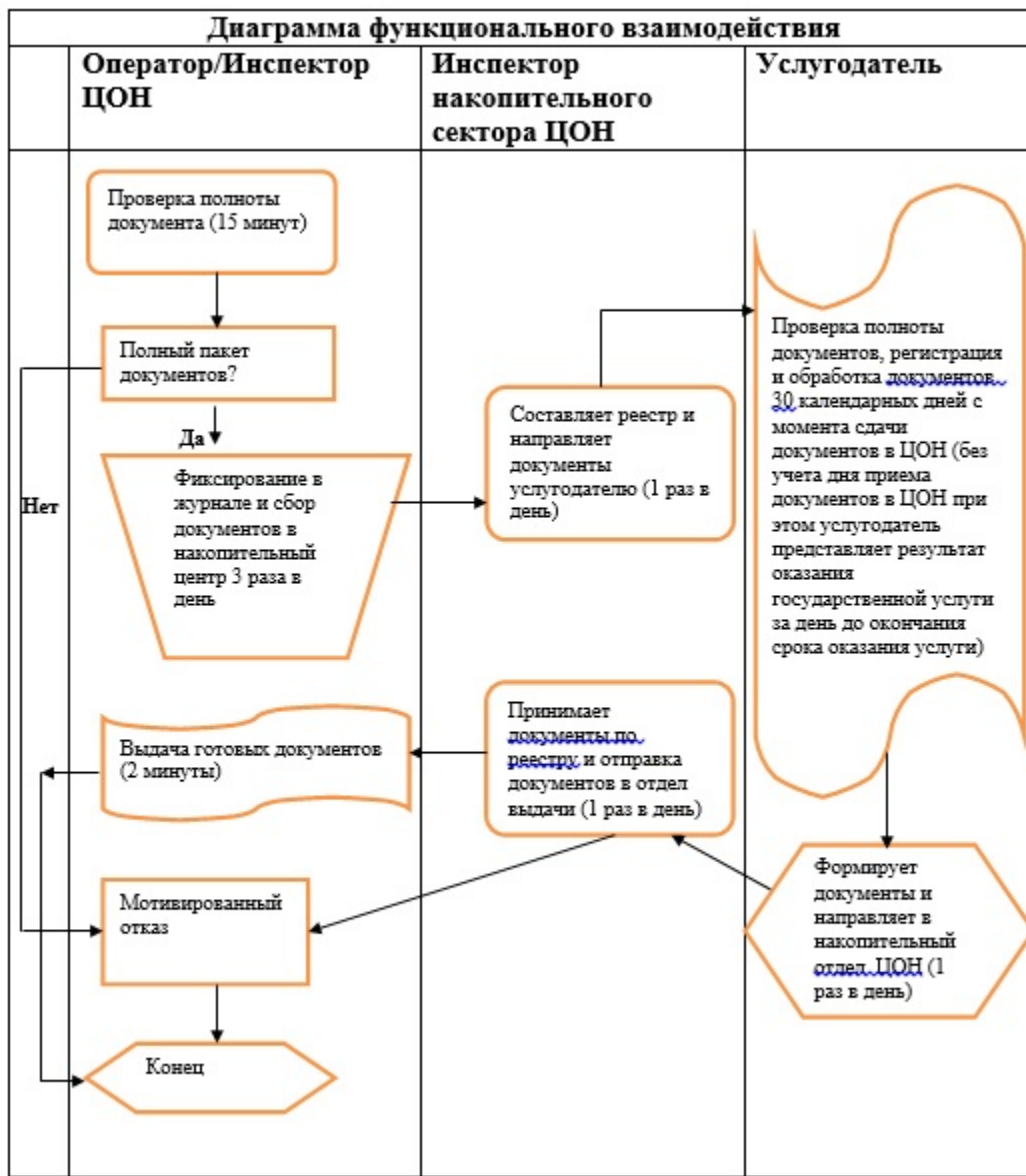 Диаграмма функционального взаимодействия
Оператор/Инспектор
ЦОН
Инспектор
накопительного
сектора ЦОН
Услугодатель
Проверка полноты
документа (15 минут)
Полный пакет
документов?
Да
Нет
Фиксирование в
журнале и сбор
документов в
накопительный
центр 3 раза в
день
Составляет реестр и
направляет
документы
услугодателю (1 раз в
день)
Проверка полноты
документов, регистрация
и обработка документов
30 календарных дней с
момента сдачи
документов в ЦОН (без
учета дня приема
документов в ЦОН при
этом услугодатель
представляет результат
оказания
государственной услуги
за день до окончания
срока оказания услуги)
Выдача готовых документов
(2 минуты)
Принимает
документы по
реестру и отправка
документов в отдел
выдачи (1 раз в день)
Мотивированный
отказ
Формирует
документы и
направляет в
накопительный
отдел ЦОН (1
раз в день)
Конец